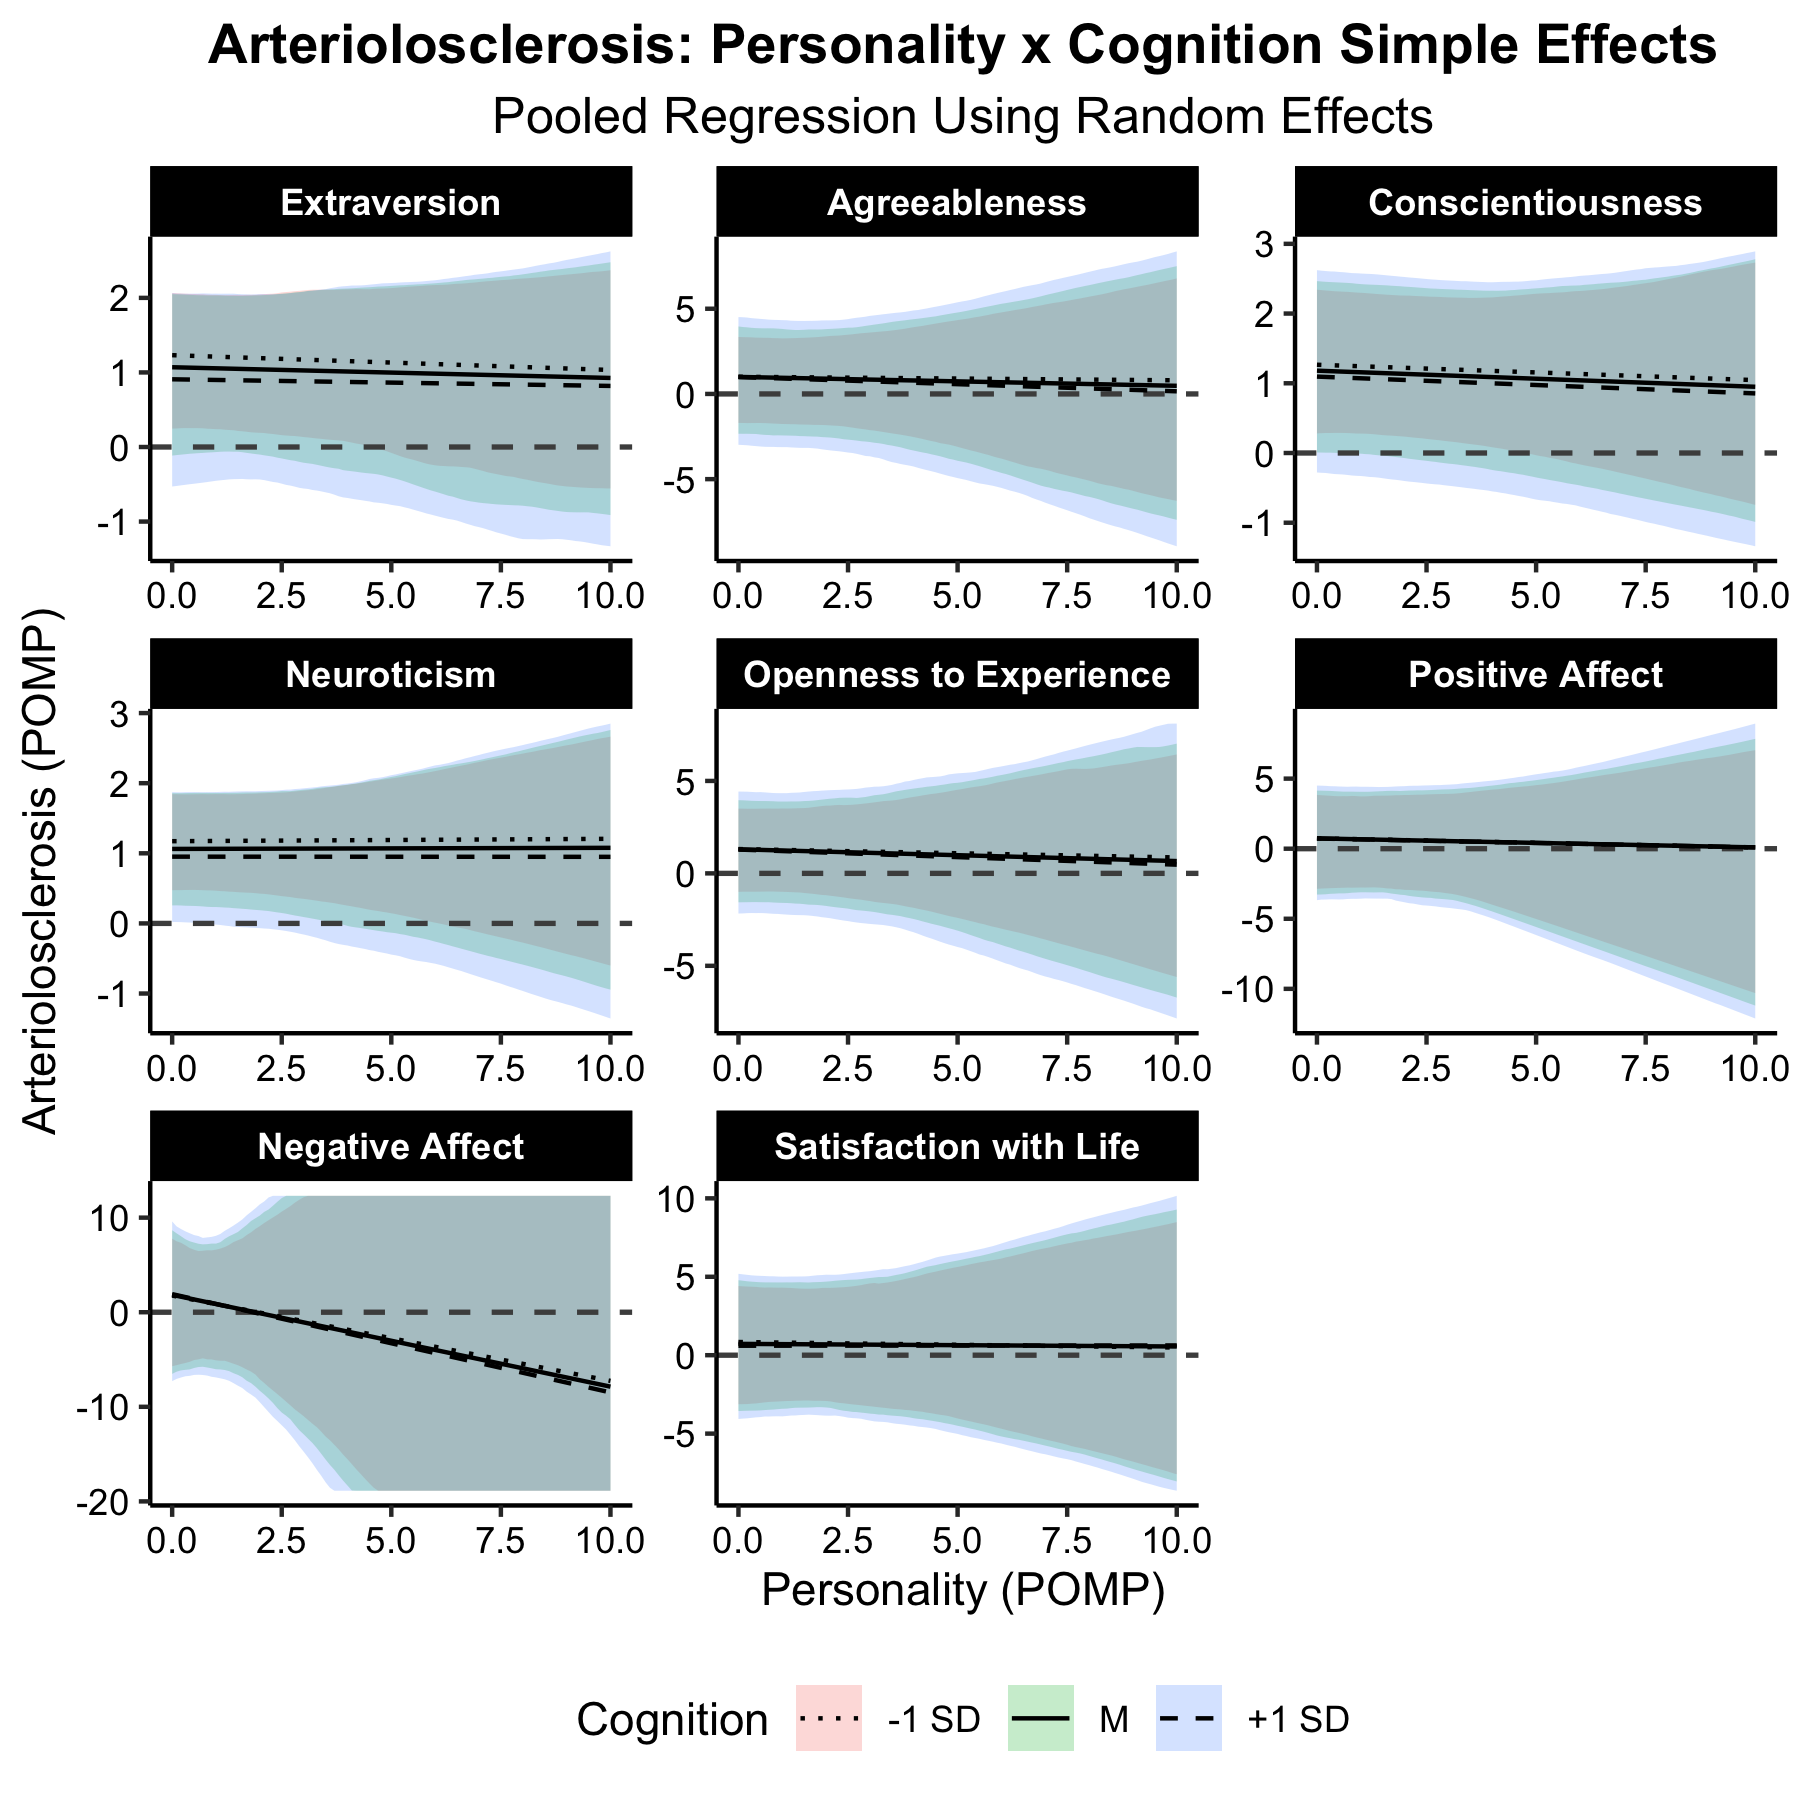 Arteriolosclerosis: Personality x Cognition Simple Effects
Pooled Regression Using Random Effects
Arteriolosclerosis (POMP)
Extraversion
2
1
0
-1
0.0 2.5 5.0 7.5 10.0
Agreeableness
5
0
-5
0.0 2.5 5.0 7.5 10.0
Conscientiousness
3
2
1
0
-1
0.0 2.5 5.0 7.5 10.0
Neuroticism
3
2
1
0
-1
0.0 2.5 5.0 7.5 10.0
Openness to Experience
5
0
-5
0.0 2.5 5.0 7.5 10.0
Positive Affect
5
0
-5
-10
0.0 2.5 5.0 7.5 10.0
Negative Affect
10
0
-10
-20
0.0 2.5 5.0 7.5 10.0
Satisfaction with Life
10
5
0
-5
0.0 2.5 5.0 7.5 10.0
Personality (POMP)
Cognition -1 SD M +1 SD